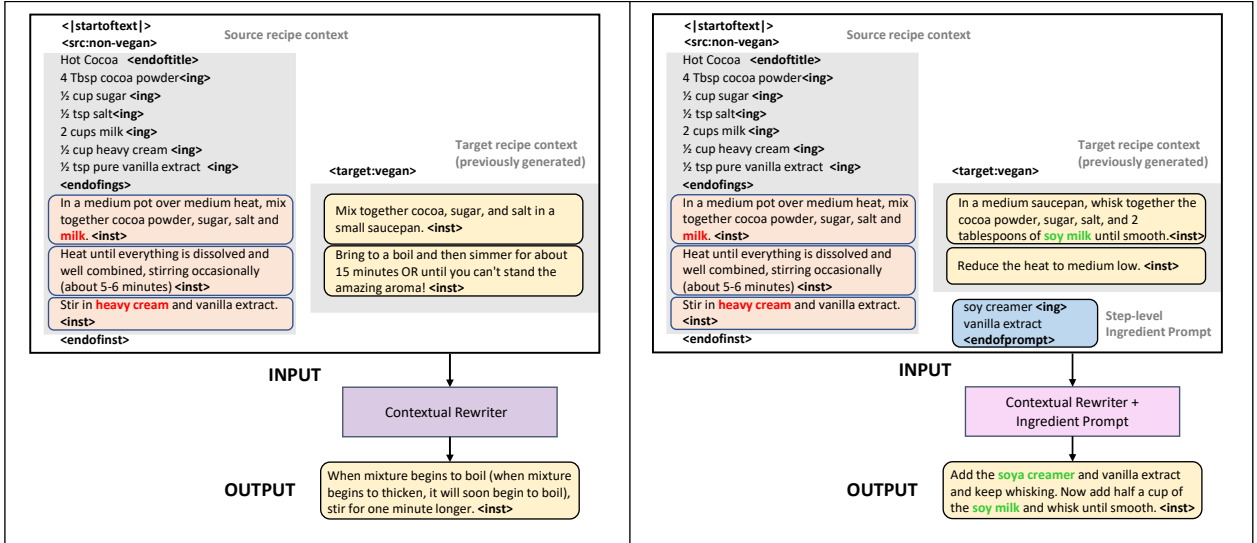 <|startoftext|>
<src:non-vegan>
Source recipe context
Hot Cocoa <endoftitle>
4 Tbsp cocoa powder<ing>
½ cup sugar <ing>
½ tsp salt<ing>
2 cups milk <ing>
½ cup heavy cream <ing>
½ tsp pure vanilla extract <ing>
<endofings>
In a medium pot over medium heat, mix
together cocoa powder, sugar, salt and
milk. <inst>
Heat until everything is dissolved and
well combined, stirring occasionally
(about 5-6 minutes) <inst>
Stir in heavy cream and vanilla extract.
<inst>
<endofinst>
Target recipe context
(previously generated)
<target:vegan>
Mix together cocoa, sugar, and salt in a
small saucepan. <inst>
Bring to a boil and then simmer for about
15 minutes OR until you can't stand the
amazing aroma! <inst>
INPUT
Contextual Rewriter
OUTPUT
When mixture begins to boil (when mixture
begins to thicken, it will soon begin to boil),
stir for one minute longer. <inst>
<|startoftext|>
<src:non-vegan>
Source recipe context
Hot Cocoa <endoftitle>
4 Tbsp cocoa powder<ing>
½ cup sugar <ing>
½ tsp salt<ing>
2 cups milk <ing>
½ cup heavy cream <ing>
½ tsp pure vanilla extract <ing>
<endofings>
In a medium pot over medium heat, mix
together cocoa powder, sugar, salt and
milk. <inst>
Heat until everything is dissolved and
well combined, stirring occasionally
(about 5-6 minutes) <inst>
Stir in heavy cream and vanilla extract.
<inst>
<endofinst>
Target recipe context
(previously generated)
<target:vegan>
In a medium saucepan, whisk together the
cocoa powder, sugar, salt, and 2
tablespoons of soy milk until smooth.<inst>
Reduce the heat to medium low. <inst>
soy creamer <ing>
vanilla extract
<endofprompt>
Step-level
Ingredient Prompt
INPUT
Contextual Rewriter +
Ingredient Prompt
OUTPUT
Add the soya creamer and vanilla extract
and keep whisking. Now add half a cup of
the soy milk and whisk until smooth. <inst>